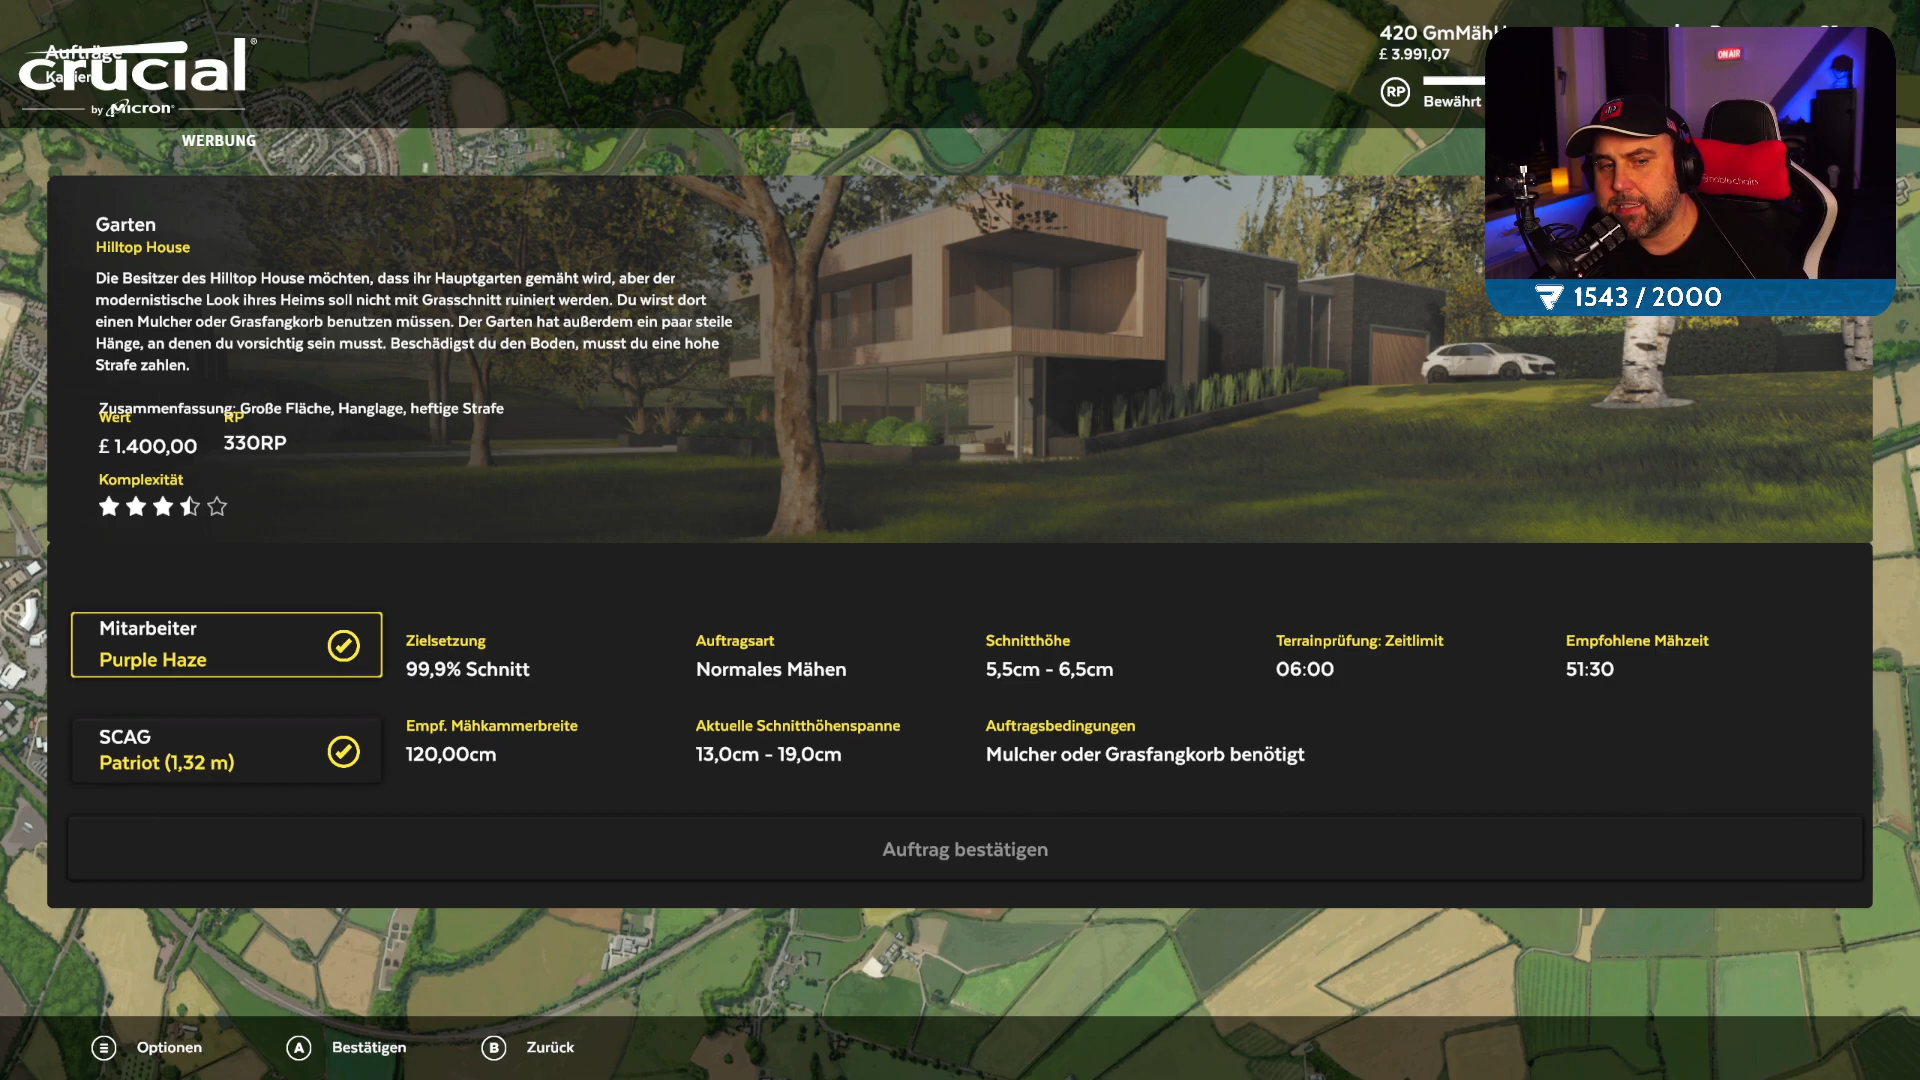 Aufträge
crucial
by Micron
WERBUNG
£ 3.991,07
RP
Bewährt
ON AIR
noblechairs
1543 / 2000
Garten
Hilltop House
Die Besitzer des Hilltop House möchten, dass ihr Hauptgarten gemäht wird, aber der
modernistische Look ihres Heims soll nicht mit Grasschnitt ruiniert werden. Du wirst dort
einen Mulcher oder Grasfangkorb benutzen müssen. Der Garten hat außerdem ein paar steile
Hänge, an denen du vorsichtig sein musst. Beschädigst du den Boden, musst du eine hohe
Strafe zahlen.
Zusammenfassung: Große Fläche, Hanglage, heftige Strafe
Wert RP
£ 1.400,00 330RP
Komplexität
Mitarbeiter
Purple Haze
Zielsetzung
99,9% Schnitt
Auftragsart
Normales Mähen
Schnitthöhe
5,5cm - 6,5cm
Terrainprüfung: Zeitlimit
06:00
Empfohlene Mähzeit
51:30
SCAG
Patriot (1,32 m)
Empf. Mähkammerbreite
120,00cm
Aktuelle Schnitthöhenspanne
13,0cm - 19,0cm
Auftragsbedingungen
Mulcher oder Grasfangkorb benötigt
Auftrag bestätigen
Optionen
A Bestätigen
B Zurück